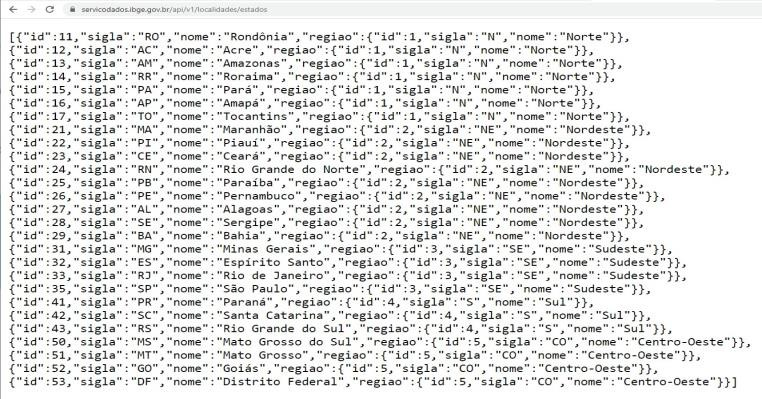 servicodados.ibge.gov.br/api/v1/localidades/estados
[{"id":11,"sigla":"RO","nome":"Rondônia","regiao":{"id":1,"sigla":"N","nome":"Norte"}},
{"id":12,"sigla":"AC","nome":"Acre","regiao":{"id":1,"sigla":"N","nome":"Norte"}},
{"id":13,"sigla":"AM","nome":"Amazonas","regiao":{"id":1,"sigla":"N","nome":"Norte"}},
{"id":14,"sigla":"RR","nome":"Roraima","regiao":{"id":1,"sigla":"N","nome":"Norte"}},
{"id":15,"sigla":"PA","nome":"Pará","regiao":{"id":1,"sigla":"N","nome":"Norte"}},
{"id":16,"sigla":"AP","nome":"Amapá","regiao":{"id":1,"sigla":"N","nome":"Norte"}},
{"id":17,"sigla":"TO","nome":"Tocantins","regiao":{"id":1,"sigla":"N","nome":"Norte"}},
{"id":21,"sigla":"MA","nome":"Maranhão","regiao":{"id":2,"sigla":"NE","nome":"Nordeste"}},
{"id":22,"sigla":"PI","nome":"Piauí","regiao":{"id":2,"sigla":"NE","nome":"Nordeste"}},
{"id":23,"sigla":"CE","nome":"Ceará","regiao":{"id":2,"sigla":"NE","nome":"Nordeste"}},
{"id":24,"sigla":"RN","nome":"Rio Grande do Norte","regiao":{"id":2,"sigla":"NE","nome":"Nordeste"}},
{"id":25,"sigla":"PB","nome":"Paraíba","regiao":{"id":2,"sigla":"NE","nome":"Nordeste"}},
{"id":26,"sigla":"PE","nome":"Pernambuco","regiao":{"id":2,"sigla":"NE","nome":"Nordeste"}},
{"id":27,"sigla":"AL","nome":"Alagoas","regiao":{"id":2,"sigla":"NE","nome":"Nordeste"}},
{"id":28,"sigla":"SE","nome":"Sergipe","regiao":{"id":2,"sigla":"NE","nome":"Nordeste"}},
{"id":29,"sigla":"BA","nome":"Bahia","regiao":{"id":2,"sigla":"NE","nome":"Nordeste"}},
{"id":31,"sigla":"MG","nome":"Minas Gerais","regiao":{"id":3,"sigla":"SE","nome":"Sudeste"}},
{"id":32,"sigla":"ES","nome":"Espírito Santo","regiao":{"id":3,"sigla":"SE","nome":"Sudeste"}},
{"id":33,"sigla":"RJ","nome":"Rio de Janeiro","regiao":{"id":3,"sigla":"SE","nome":"Sudeste"}},
{"id":35,"sigla":"SP","nome":"São Paulo","regiao":{"id":3,"sigla":"SE","nome":"Sudeste"}},
{"id":41,"sigla":"PR","nome":"Paraná","regiao":{"id":4,"sigla":"S","nome":"Sul"}},
{"id":42,"sigla":"SC","nome":"Santa Catarina","regiao":{"id":4,"sigla":"S","nome":"Sul"}},
{"id":43,"sigla":"RS","nome":"Rio Grande do Sul","regiao":{"id":4,"sigla":"S","nome":"Sul"}},
{"id":50,"sigla":"MS","nome":"Mato Grosso do Sul","regiao":{"id":5,"sigla":"CO","nome":"Centro-Oeste"}},
{"id":51,"sigla":"MT","nome":"Mato Grosso","regiao":{"id":5,"sigla":"CO","nome":"Centro-Oeste"}},
{"id":52,"sigla":"GO","nome":"Goiás","regiao":{"id":5,"sigla":"CO","nome":"Centro-Oeste"}},
{"id":53,"sigla":"DF","nome":"Distrito Federal","regiao":{"id":5,"sigla":"CO","nome":"Centro-Oeste"}}]